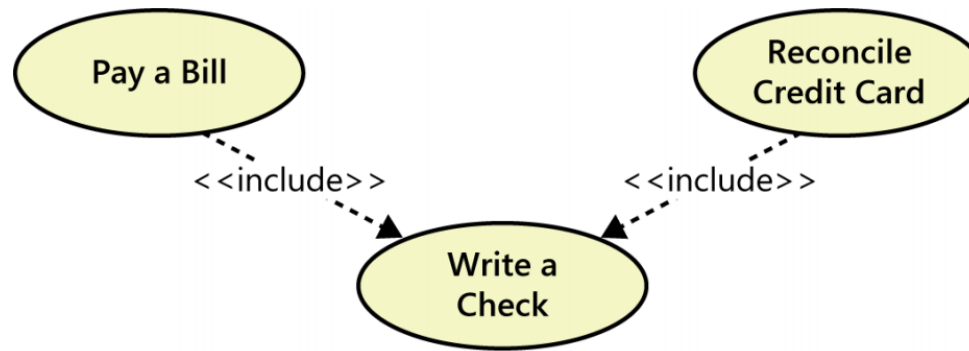 Pay a Bill
Reconcile
Credit Card
<<include>>
<<include>>
Write a
Check